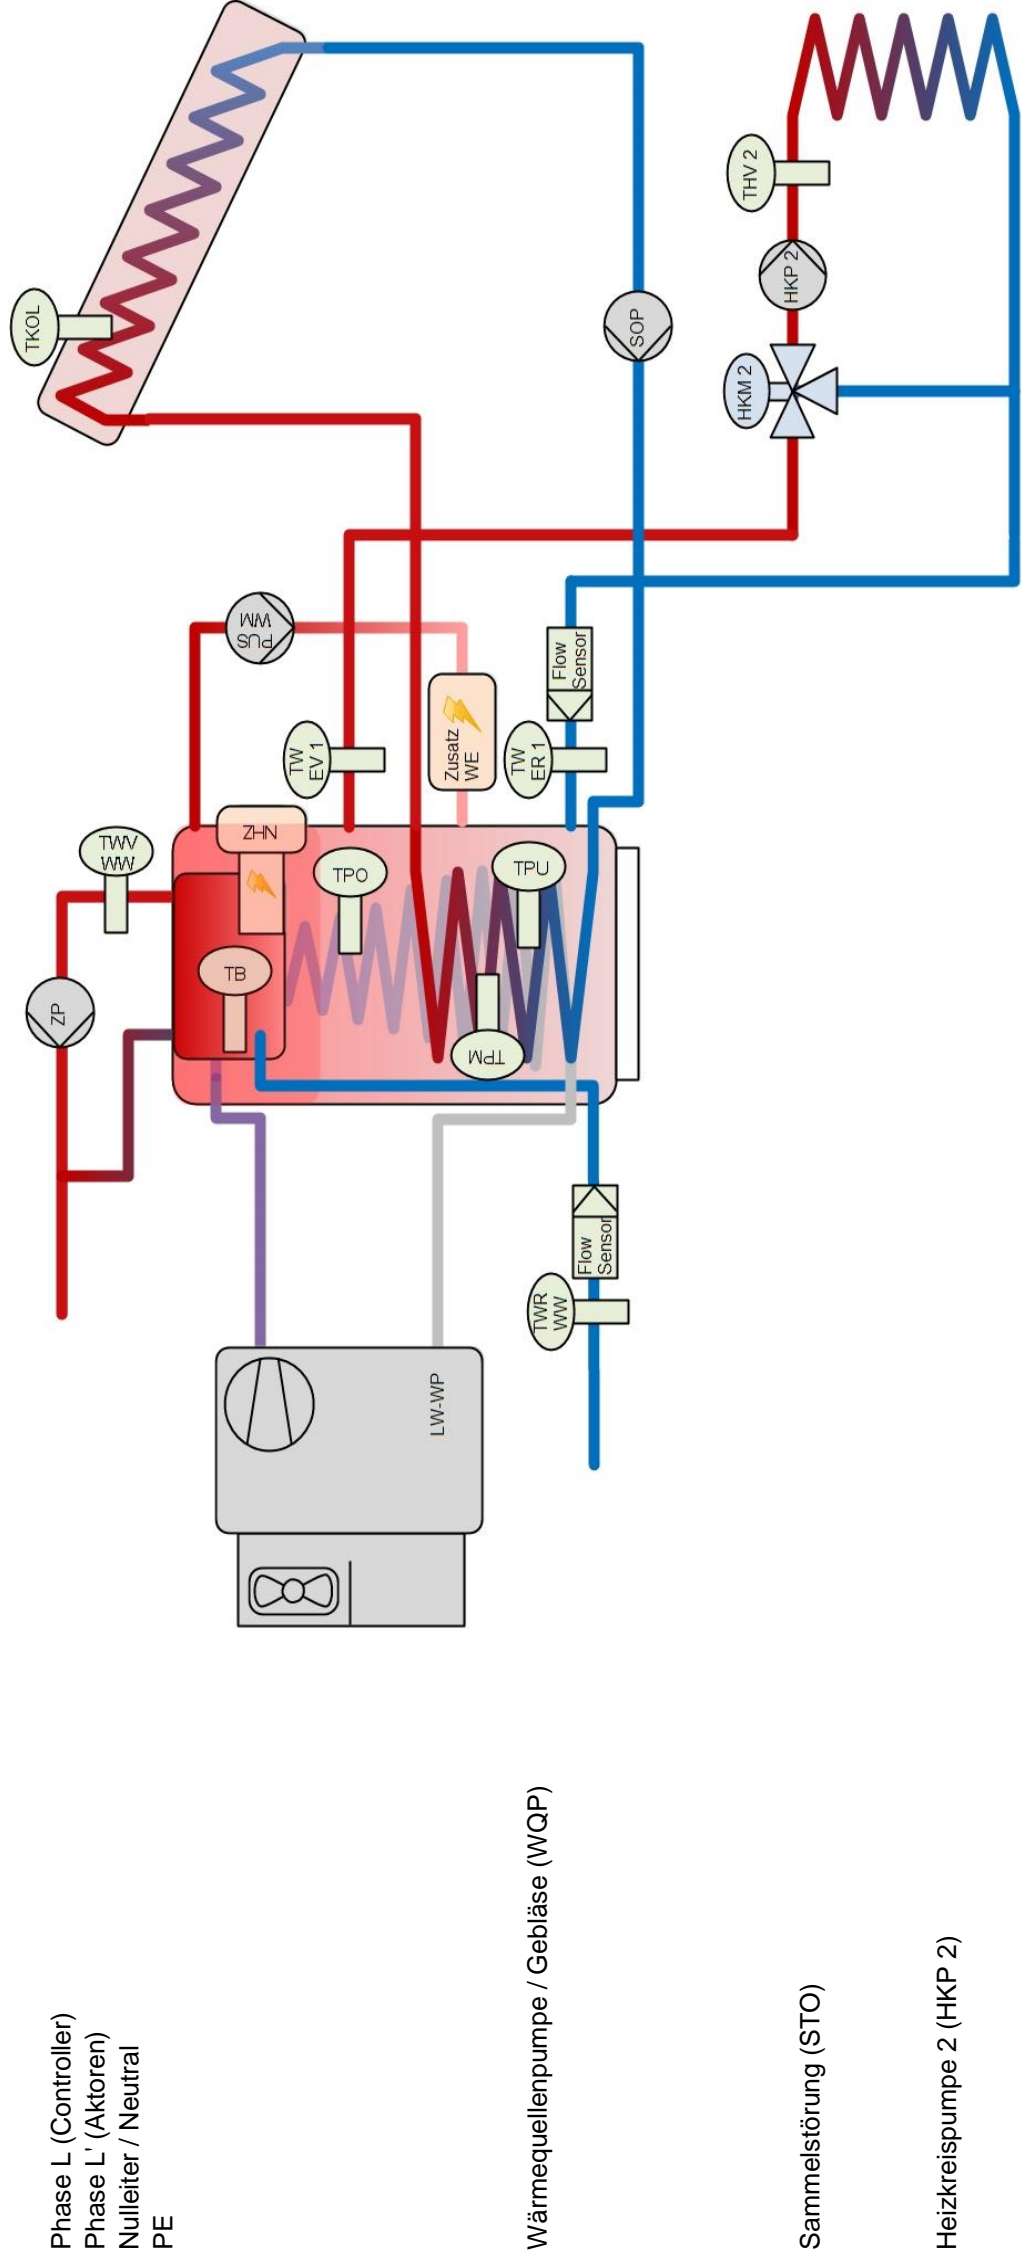 TKOL
SOP
THV 2
HKP 2
HKM 2
PUS
WM
TW
EV 1
Zusatz
WE
TW
ER 1
Flow
Sensor
WW
TWV
NHZ
TPO
TPU
TB
TPM
ZP
Flow
Sensor
TWR
WW
LW-WP
Phase L (Controller)
Phase L' (Aktoren)
Nulleiter / Neutral
PE
Wärmequellenpumpe / Gebläse (WQP)
Sammelstörung (STO)
Heizkreispumpe 2 (HKP 2)